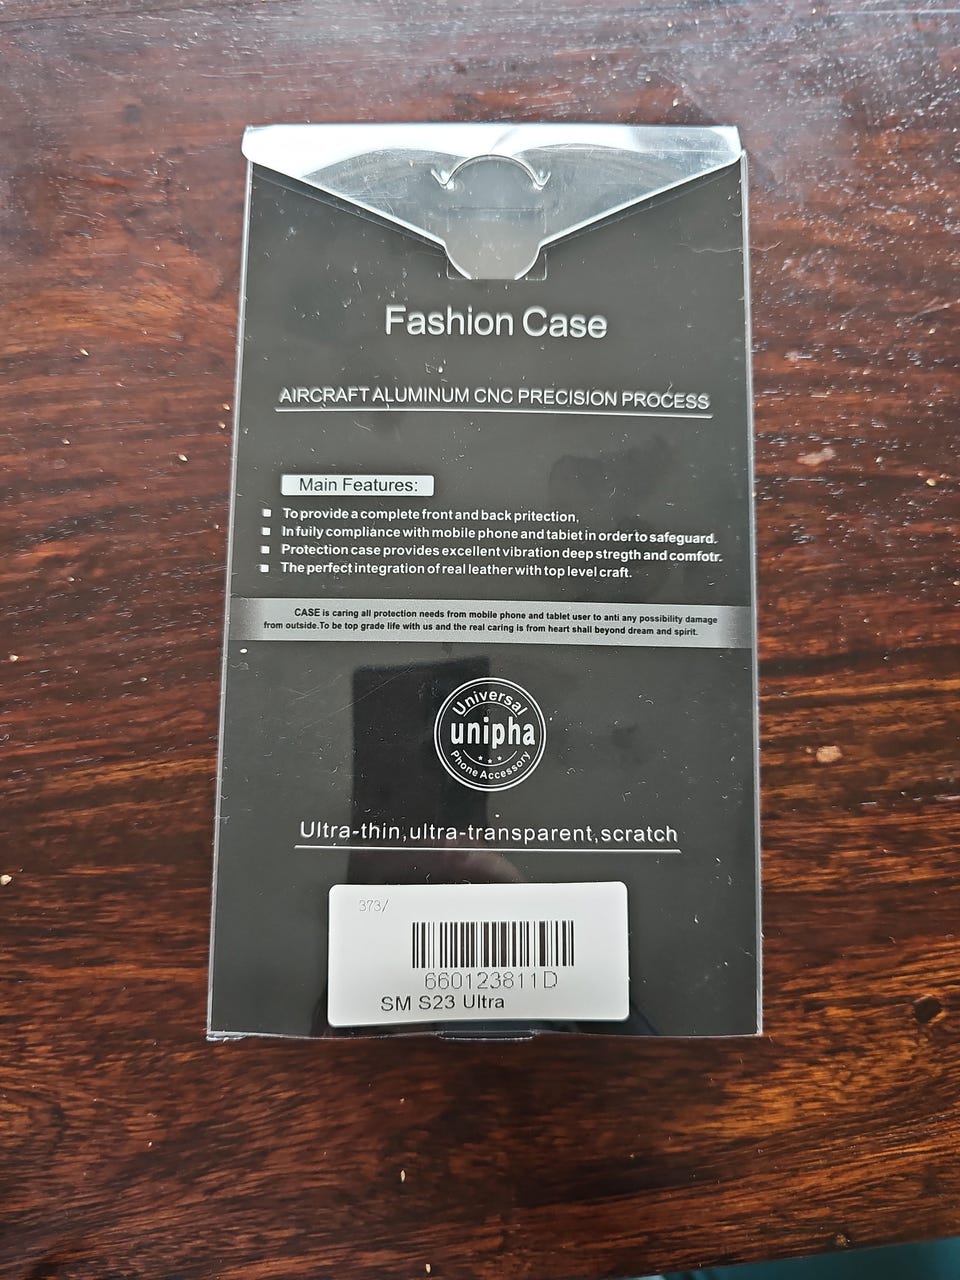 Fashion Case
AIRCRAFT ALUMINUM CNC PRECISION PROCESS
Main Features:
To provide a complete front and back pritection,
In fuily compliance with mobile phone and tabiet in order to safeguard.
Protection case provides excellent vibration deep stregth and comfotr.
The perfect integration of real leather with top level craft.
CASE is caring all protection needs from mobile phone and tablet user to anti any possibility damage
from outside.To be top grade life with us and the real caring is from heart shall beyond dream and spirit.
Universal
unipha
Phone Accessory
Ultra-thin,ultra-transparent,scratch
373/
660123811D
SM S23 Ultra